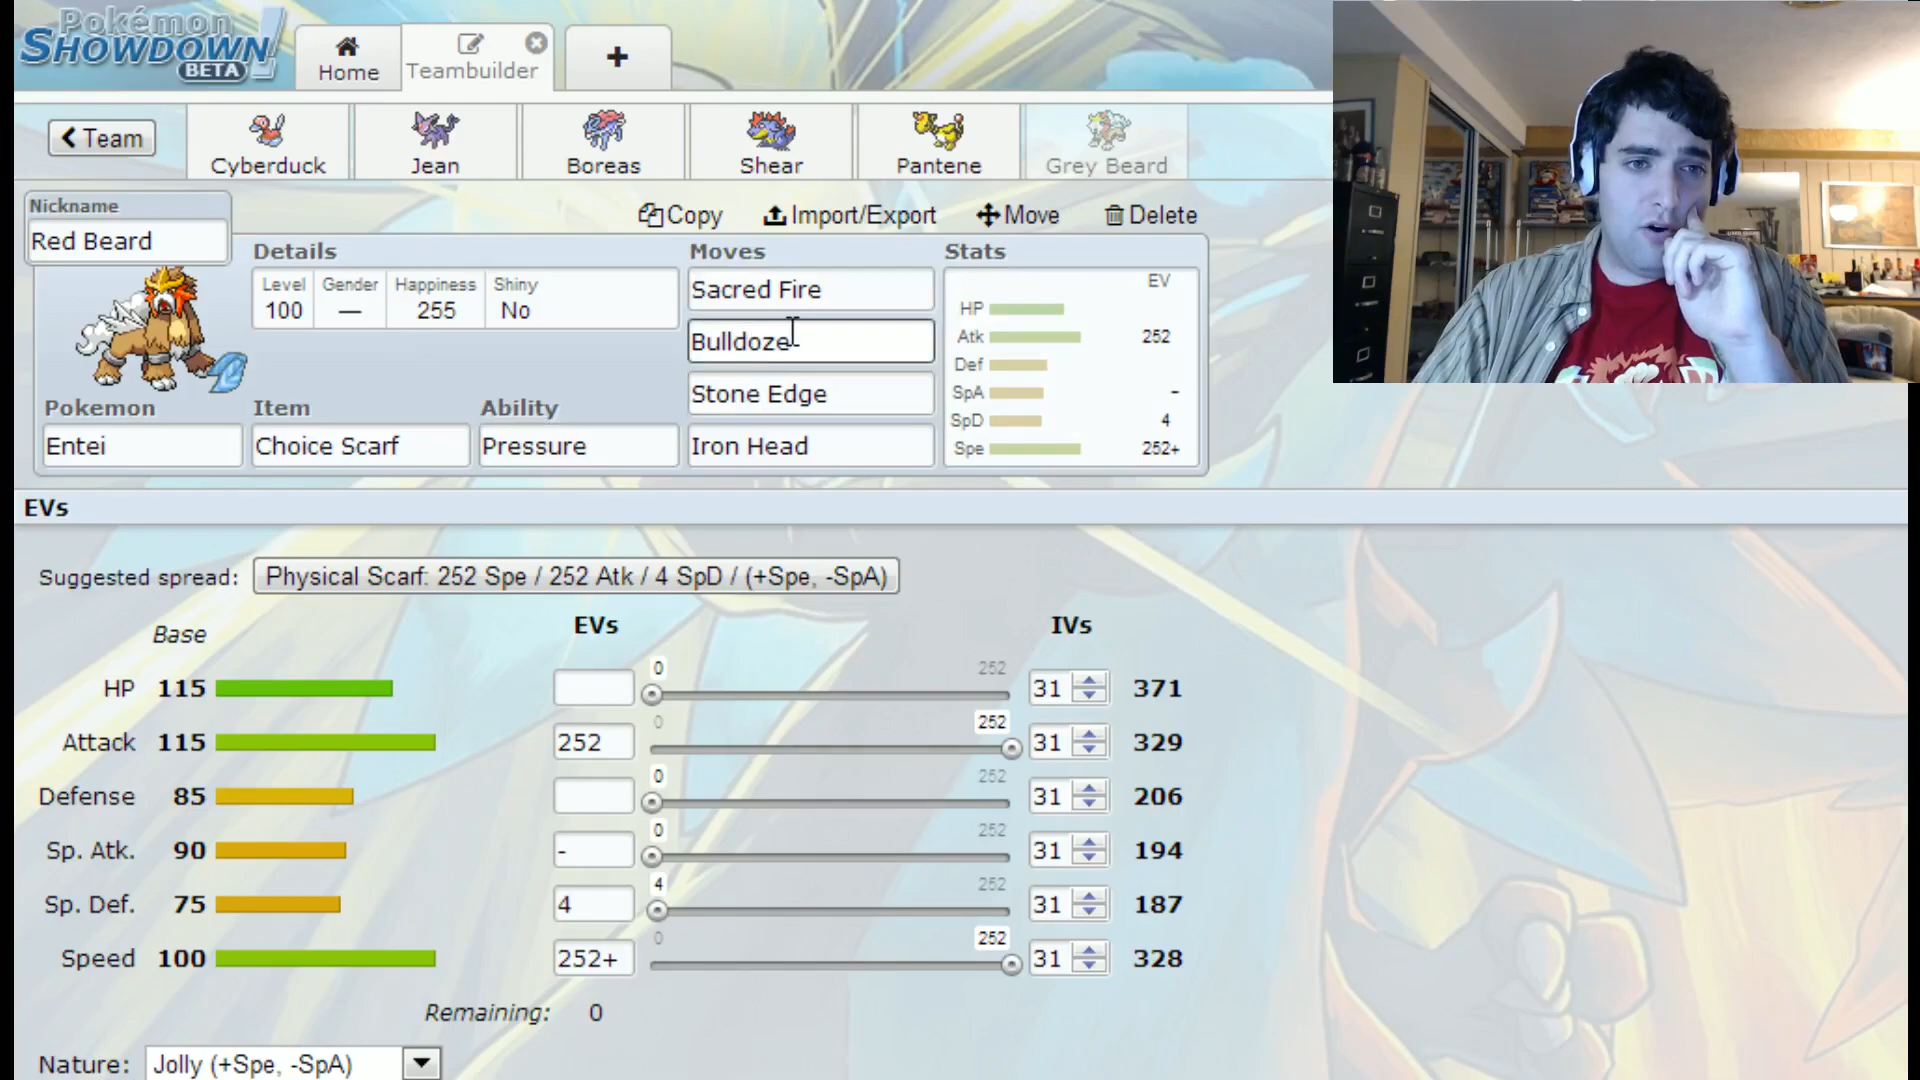 Pokémon
SHOWDOWN!
BETA
Home
Teambuilder
+
Team
Cyberduck
Jean
Boreas
Shear
Pantene
Grey Beard
Nickname
Red Beard
Copy
Import/Export
Move
Delete
Details
Moves
Stats
Level Gender Happiness Shiny
100 — 255 No
Sacred Fire
Bulldoze
Stone Edge
Iron Head
EV
HP
Atk 252
Def
SpA -
SpD 4
Spe 252+
Pokemon
Item
Ability
Entei
Choice Scarf
Pressure
EVs
Suggested spread: Physical Scarf: 252 Spe / 252 Atk / 4 SpD / (+Spe, -SpA)
Base EVs IVs
0 252
HP 115 31 371
0 252
Attack 115 252 31 329
0 252
Defense 85 31 206
0 252
Sp. Atk. 90 - 31 194
4 252
Sp. Def. 75 4 31 187
0 252
Speed 100 252+ 31 328
Remaining: 0
Nature: Jolly (+Spe, -SpA)